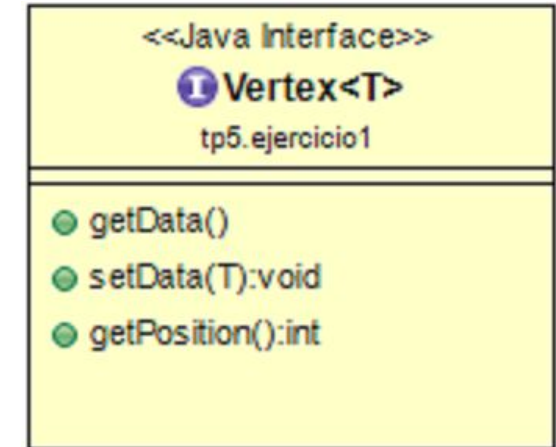 <<Java Interface>>
I Vertex<T>
tp5.ejercicio1
getData()
setData(T):void
getPosition():int